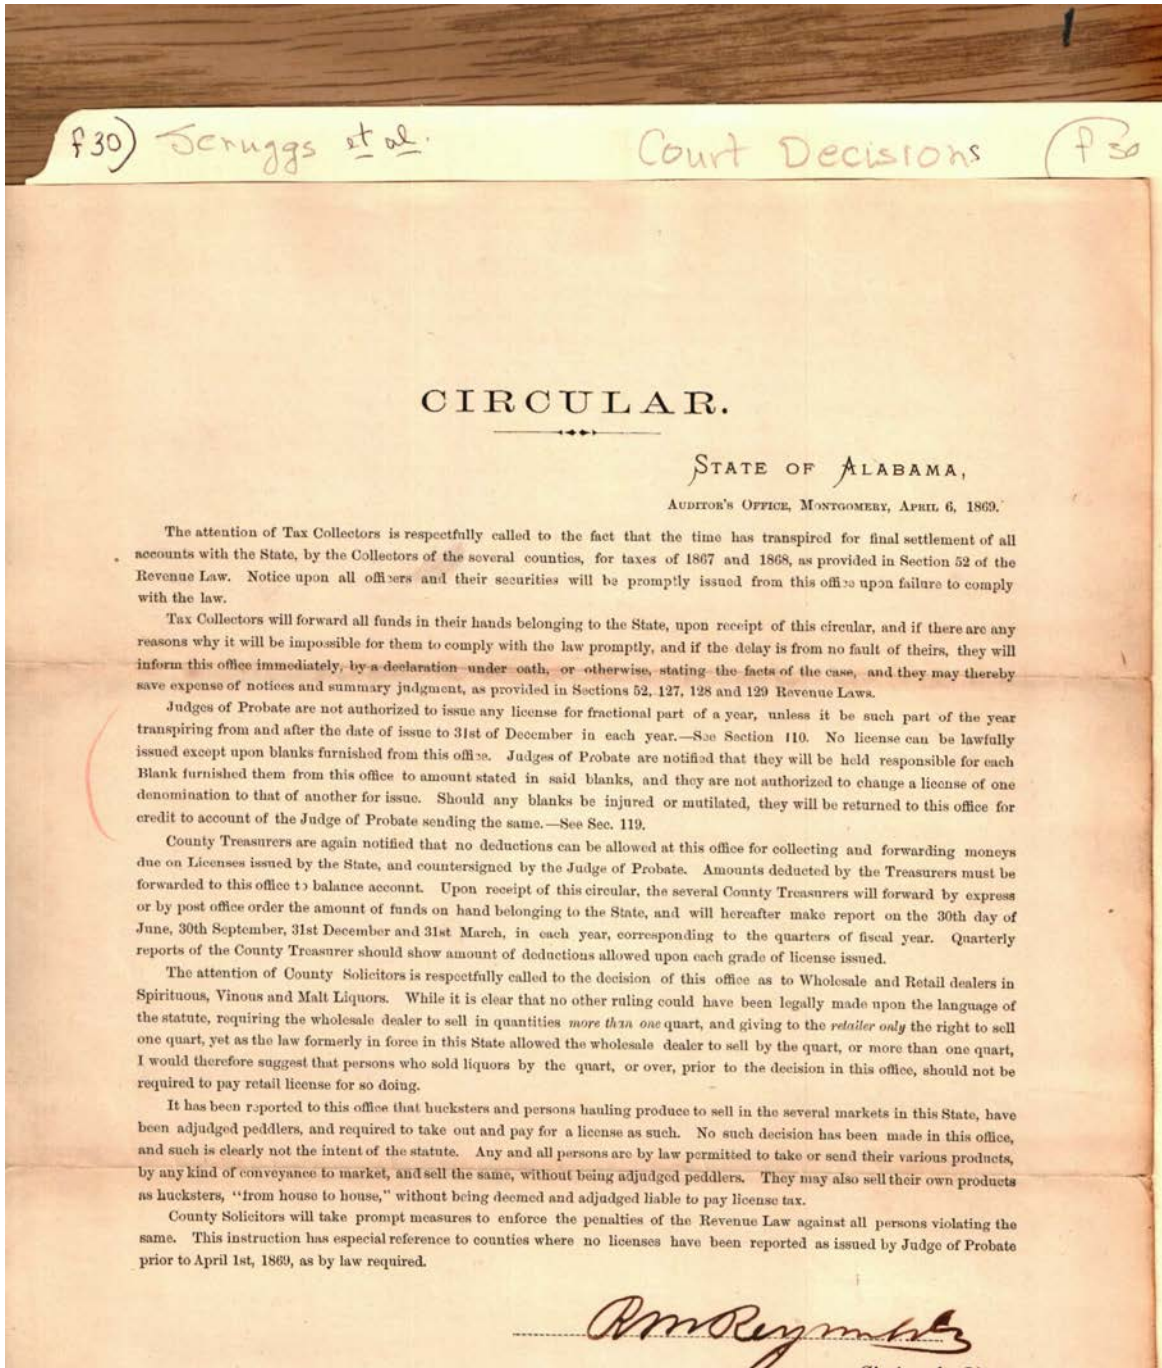 1
f30) Scruggs et al. Court Decisions (f 30
CIRCULAR.
STATE OF ALABAMA,
AUDITOR'S OFFICE, MONTGOMERY, APRIL 6, 1869.
The attention of Tax Collectors is respectfully called to the fact that the time has transpired for final settlement of all
accounts with the State, by the Collectors of the several counties, for taxes of 1867 and 1868, as provided in Section 52 of the
Revenue Law. Notice upon all officers and their securities will be promptly issued from this office upon failure to comply
with the law.
Tax Collectors will forward all funds in their hands belonging to the State, upon receipt of this circular, and if there are any
reasons why it will be impossible for them to comply with the law promptly, and if the delay is from no fault of theirs, they will
inform this office immediately, by a declaration under oath, or otherwise, stating the facts of the case, and they may thereby
save expense of notices and summary judgment, as provided in Sections 52, 127, 128 and 129 Revenue Laws.
Judges of Probate are not authorized to issue any license for fractional part of a year, unless it be such part of the year
transpiring from and after the date of issue to 31st of December in each year.—See Section 110. No license can be lawfully
issued except upon blanks furnished from this office. Judges of Probate are notified that they will be held responsible for each
Blank furnished them from this office to amount stated in said blanks, and they are not authorized to change a license of one
denomination to that of another for issue. Should any blanks be injured or mutilated, they will be returned to this office for
credit to account of the Judge of Probate sending the same.—See Sec. 119.
County Treasurers are again notified that no deductions can be allowed at this office for collecting and forwarding moneys
due on Licenses issued by the State, and countersigned by the Judge of Probate. Amounts deducted by the Treasurers must be
forwarded to this office to balance account. Upon receipt of this circular, the several County Treasurers will forward by express
or by post office order the amount of funds on hand belonging to the State, and will hereafter make report on the 30th day of
June, 30th September, 31st December and 31st March, in each year, corresponding to the quarters of fiscal year. Quarterly
reports of the County Treasurer should show amount of deductions allowed upon each grade of license issued.
The attention of County Solicitors is respectfully called to the decision of this office as to Wholesale and Retail dealers in
Spirituous, Vinous and Malt Liquors. While it is clear that no other ruling could have been legally made upon the language of
the statute, requiring the wholesale dealer to sell in quantities more than one quart, and giving to the retailer only the right to sell
one quart, yet as the law formerly in force in this State allowed the wholesale dealer to sell by the quart, or more than one quart,
I would therefore suggest that persons who sold liquors by the quart, or over, prior to the decision in this office, should not be
required to pay retail license for so doing.
It has been reported to this office that hucksters and persons hauling produce to sell in the several markets in this State, have
been adjudged peddlers, and required to take out and pay for a license as such. No such decision has been made in this office,
and such is clearly not the intent of the statute. Any and all persons are by law permitted to take or send their various products,
by any kind of conveyance to market, and sell the same, without being adjudged peddlers. They may also sell their own products
as hucksters, "from house to house," without being deemed and adjudged liable to pay license tax.
County Solicitors will take prompt measures to enforce the penalties of the Revenue Law against all persons violating the
same. This instruction has especial reference to counties where no licenses have been reported as issued by Judge of Probate
prior to April 1st, 1869, as by law required.
RM Reynolds